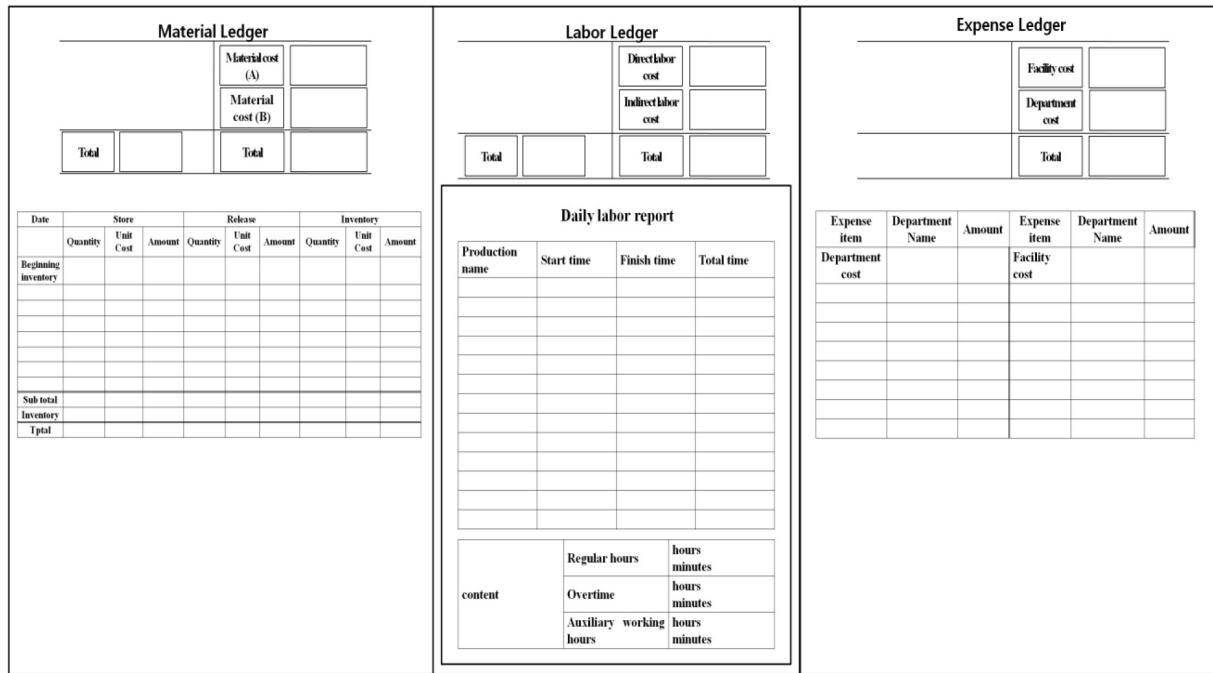 Material Ledger
Material cost
(A)
Material
cost (B)
Total
Total
Date
Store
Release
Inventory
Quantity
Unit
Cost
Amount
Quantity
Unit
Cost
Amount
Quantity
Unit
Cost
Amount
Beginning
inventory
Sub total
Inventory
Tptal
Labor Ledger
Direct labor
cost
Indirect labor
cost
Total
Total
Daily labor report
Production
name
Start time
Finish time
Total time
content
Regular hours
hours
minutes
Overtime
hours
minutes
Auxiliary working
hours
hours
minutes
Expense Ledger
Facility cost
Department
cost
Total
Expense
item
Department
Name
Amount
Expense
item
Department
Name
Amount
Department
cost
Facility
cost